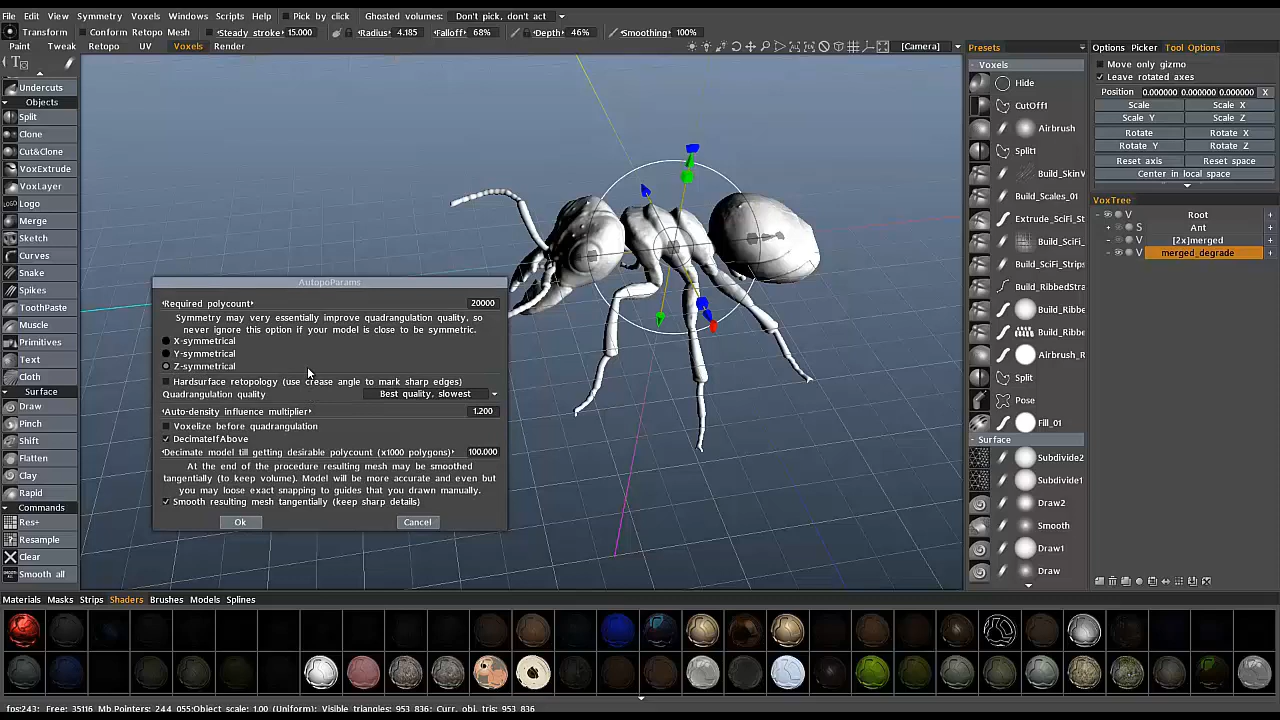 File Edit View Symmetry Voxels Windows Scripts Help Pick by click Ghosted volumes: Don't pick, don't act
Transform Conform Retopo Mesh Steady stroke 15.000 Radius 4.185 Falloff 68% Depth 46% Smoothing 100%
Paint Tweak Retopo UV Voxels Render [Camera]
Undercuts
Objects
Split
Clone
Cut&Clone
VoxExtrude
VoxLayer
LOGO Logo
Merge
Sketch
Curves
Snake
Spikes
ToothPaste
Muscle
Primitives
Text
Cloth
Surface
Draw
Pinch
Shift
Flatten
Clay
Rapid
Commands
Res+
Resample
Clear
Smooth all
AutopoParams
Required polycount 20000
Symmetry may very essentially improve quadrangulation quality, so
never ignore this option if your model is close to be symmetric.
X-symmetrical
Y-symmetrical
Z-symmetrical
Hardsurface retopology (use crease angle to mark sharp edges)
Quadrangulation quality Best quality, slowest
Auto-density influence multiplier 1.200
Voxelize before quadrangulation
DecimateIfAbove
Decimate model till getting desirable polycount (x1000 polygons) 100.000
At the end of the procedure resulting mesh may be smoothed
tangentially (to keep volume). Model will be more accurate and even but
you may loose exact snapping to guides that you drawn manually.
Smooth resulting mesh tangentially (keep sharp details)
Ok Cancel
Presets
- Voxels
Hide
CutOff1
Airbrush
Split1
Build_SkinV
Build_Scales_01
Extrude_SciFi_St
Build_SciFi_
Build_SciFi_Strips
Build_RibbedStra
Build_Ribbe
Build_Ribbe
Airbrush_R
Split
Pose
Fill_01
- Surface
Subdivide2
Subdivide1
Draw2
Smooth
Draw1
Draw
Options Picker Tool Options
Move only gizmo
Leave rotated axes
Position 0.000000 0.000000 0.000000 X
Scale Scale X
Scale Y Scale Z
Rotate Rotate X
Rotate Y Rotate Z
Reset axis Reset space
Center in local space
VoxTree
- V Root +
+ S Ant +
- V [2x]merged +
- V merged_degrade +
Materials Masks Strips Shaders Brushes Models Splines
fps:243; Free: 35116 Mb,Pointers: 244 055;Object scale: 1.00 (Uniform); Visible triangles: 953 836; Curr. obj. tris: 953 836